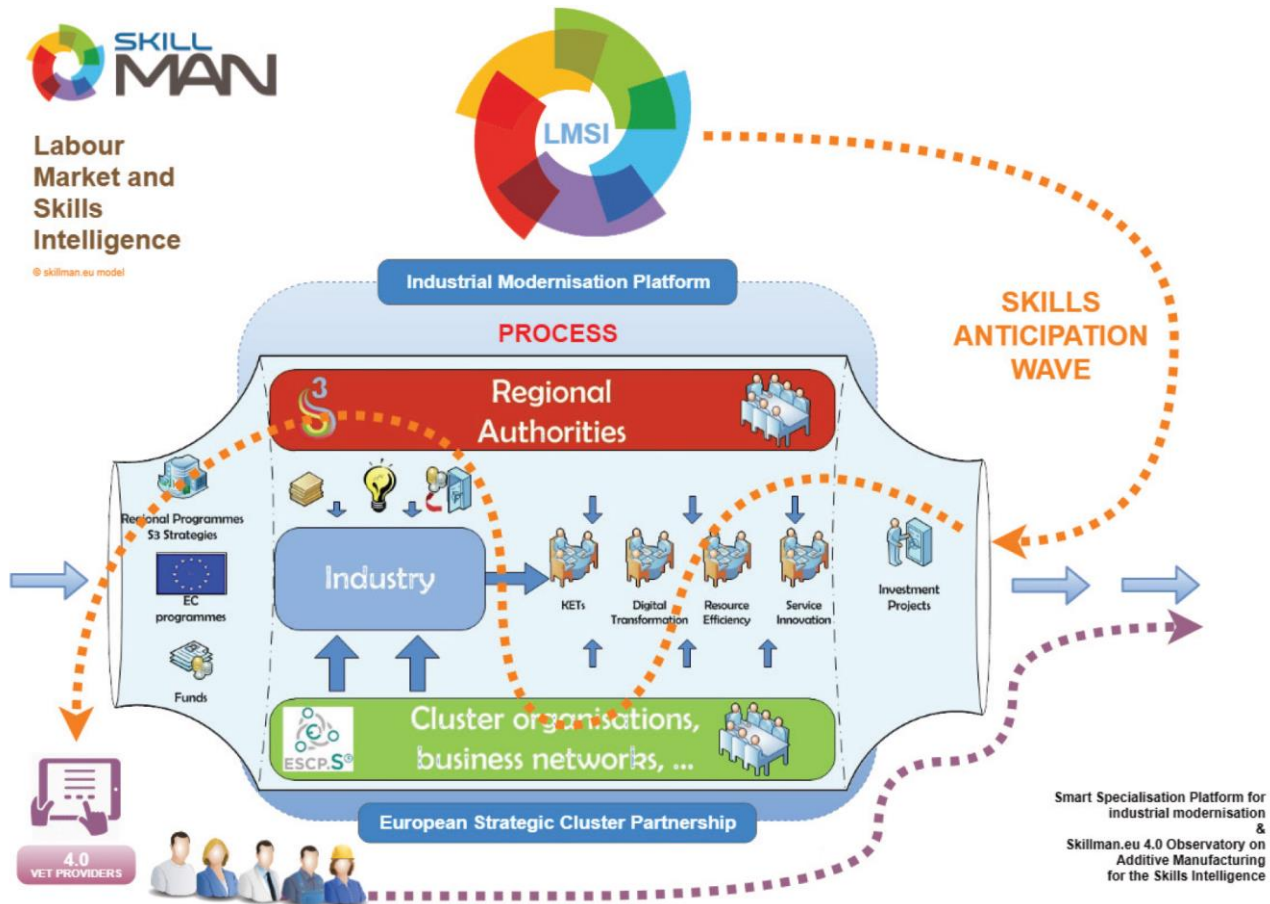 SKILL
MAN
Labour
Market and
Skills
Intelligence
© skillman.eu model
LMSI
Industrial Modernisation Platform
PROCESS
SKILLS
ANTICIPATION
WAVE
S3
Regional
Authorities
Regional Programmes
S3 Strategies
EC
programmes
Funds
Industry
KETs
Digital
Transformation
Resource
Efficiency
Service
Innovation
Investment
Projects
ESCP.S³
Cluster organisations,
business networks, ...
European Strategic Cluster Partnership
4.0
VET PROVIDERS
Smart Specialisation Platform for
industrial modernisation
&
Skillman.eu 4.0 Observatory on
Additive Manufacturing
for the Skills Intelligence